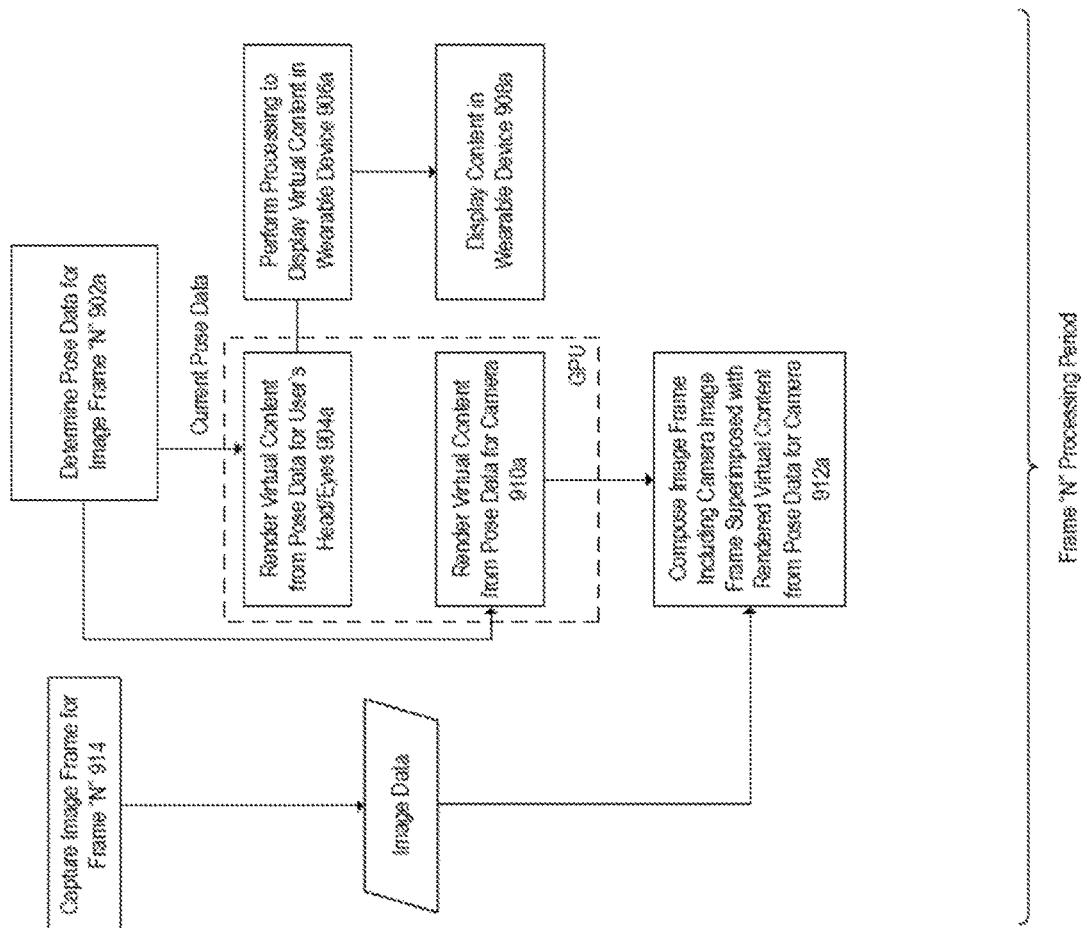 Capture Image Frame for
Frame "N" 914
Determine Pose Data for
Image Frame "N" 902a
Current Pose Data
Render Virtual Content
from Pose Data for User's
Head/Eyes 904a
Perform Processing to
Display Virtual Content in
Wearable Device 906a
Image Data
Render Virtual Content
from Pose Data for Camera
910a
GPU
Display Content in
Wearable Device 908a
Compose Image Frame
Including Camera Image
Frame Superimposed with
Rendered Virtual Content
from Pose Data for Camera
912a
Frame "N" Processing Period